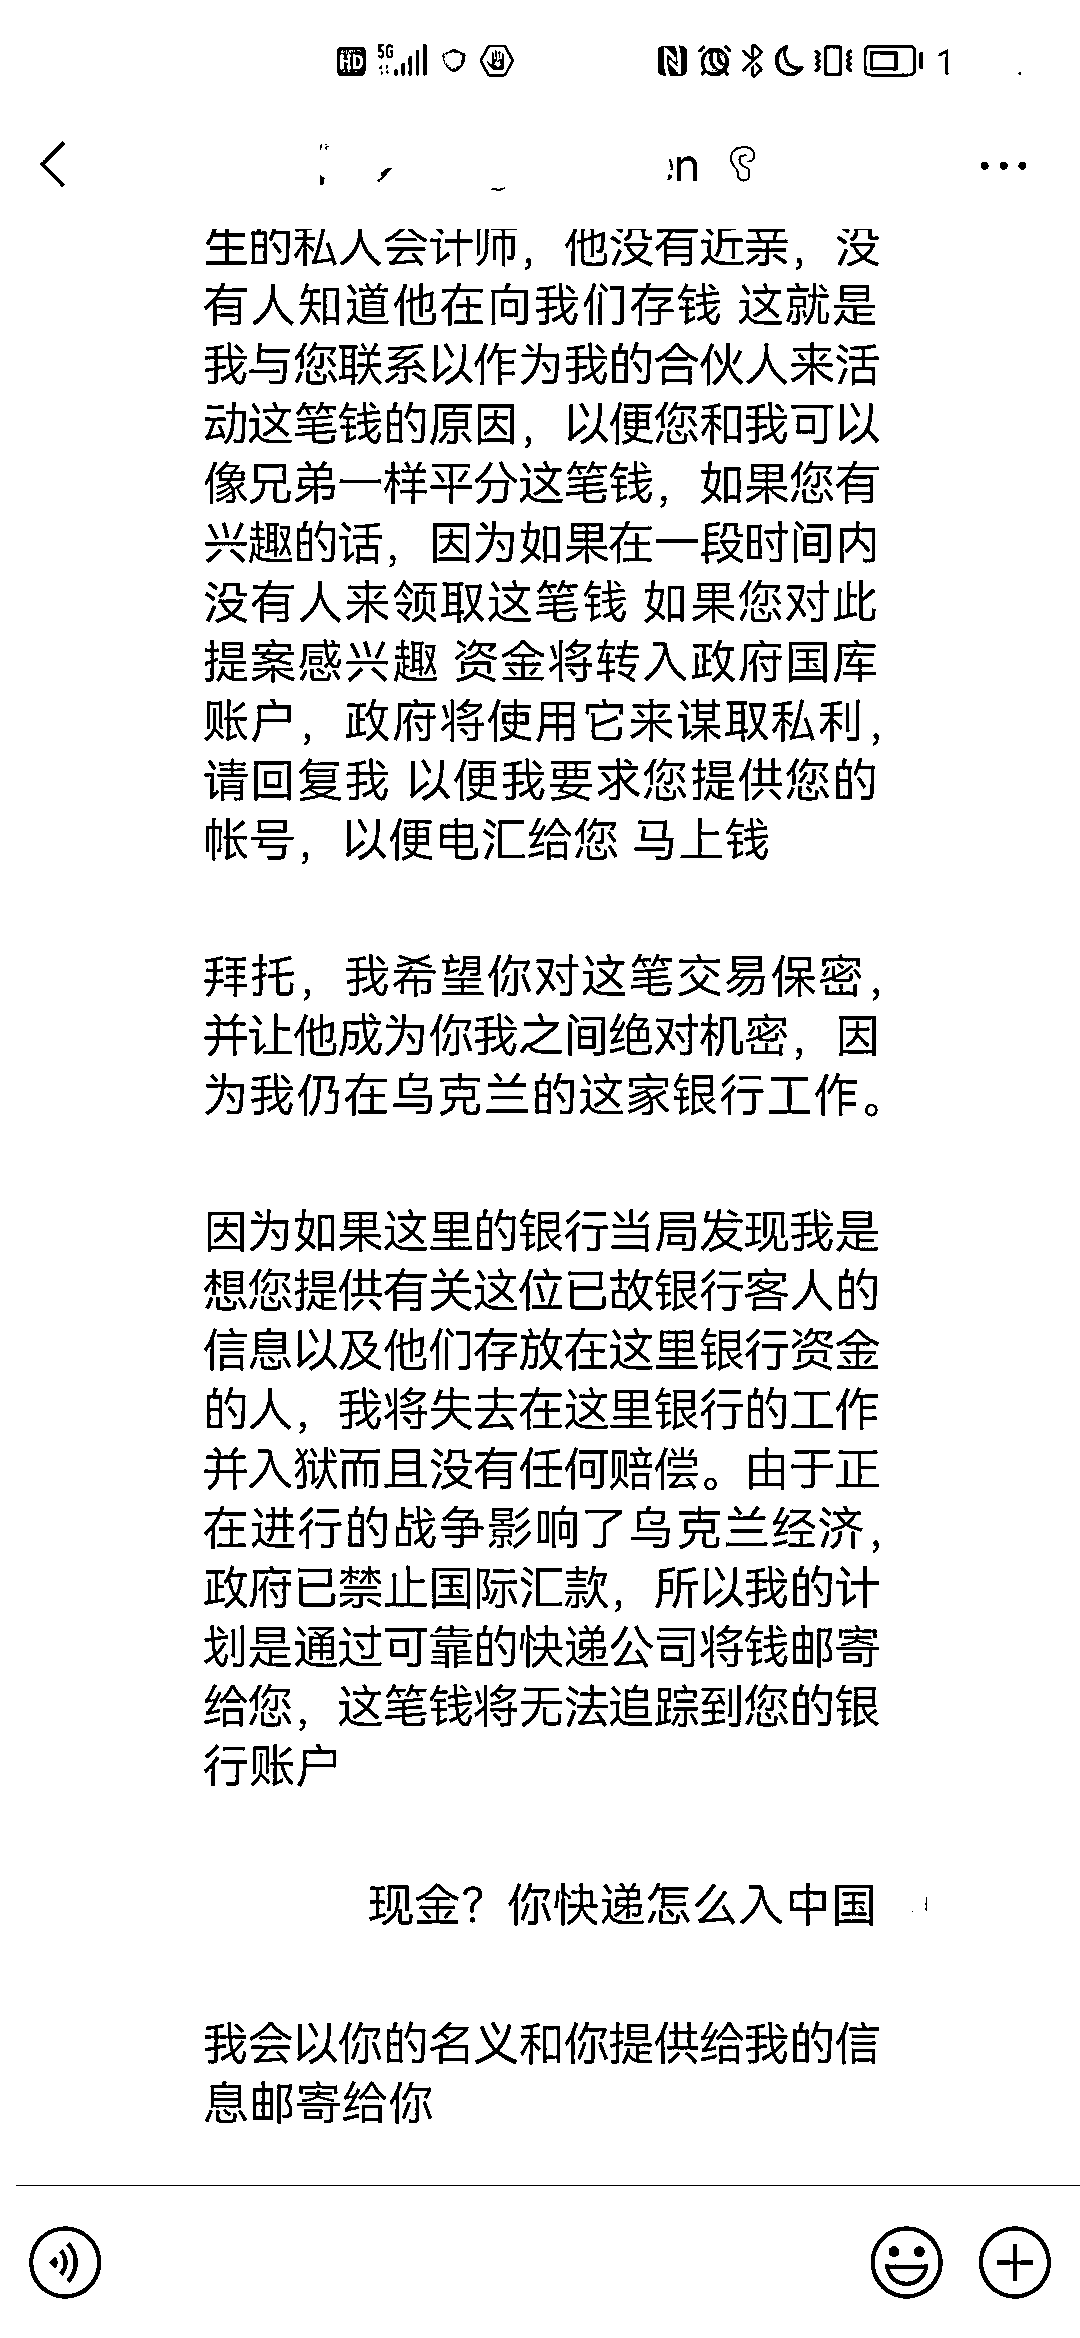 HD 5G 1
n
生的私人会计师，他没有近亲，没
有人知道他在向我们存钱 这就是
我与您联系以作为我的合伙人来活
动这笔钱的原因，以便您和我可以
像兄弟一样平分这笔钱，如果您有
兴趣的话，因为如果在一段时间内
没有人来领取这笔钱 如果您对此
提案感兴趣 资金将转入政府国库
账户，政府将使用它来谋取私利，
请回复我 以便我要求您提供您的
帐号，以便电汇给您 马上钱
拜托，我希望你对这笔交易保密，
并让他成为你我之间绝对机密，因
为我仍在乌克兰的这家银行工作。
因为如果这里的银行当局发现我是
想您提供有关这位已故银行客人的
信息以及他们存放在这里银行资金
的人，我将失去在这里银行的工作
并入狱而且没有任何赔偿。由于正
在进行的战争影响了乌克兰经济，
政府已禁止国际汇款，所以我的计
划是通过可靠的快递公司将钱邮寄
给您，这笔钱将无法追踪到您的银
行账户
现金？你快递怎么入中国
我会以你的名义和你提供给我的信
息邮寄给你